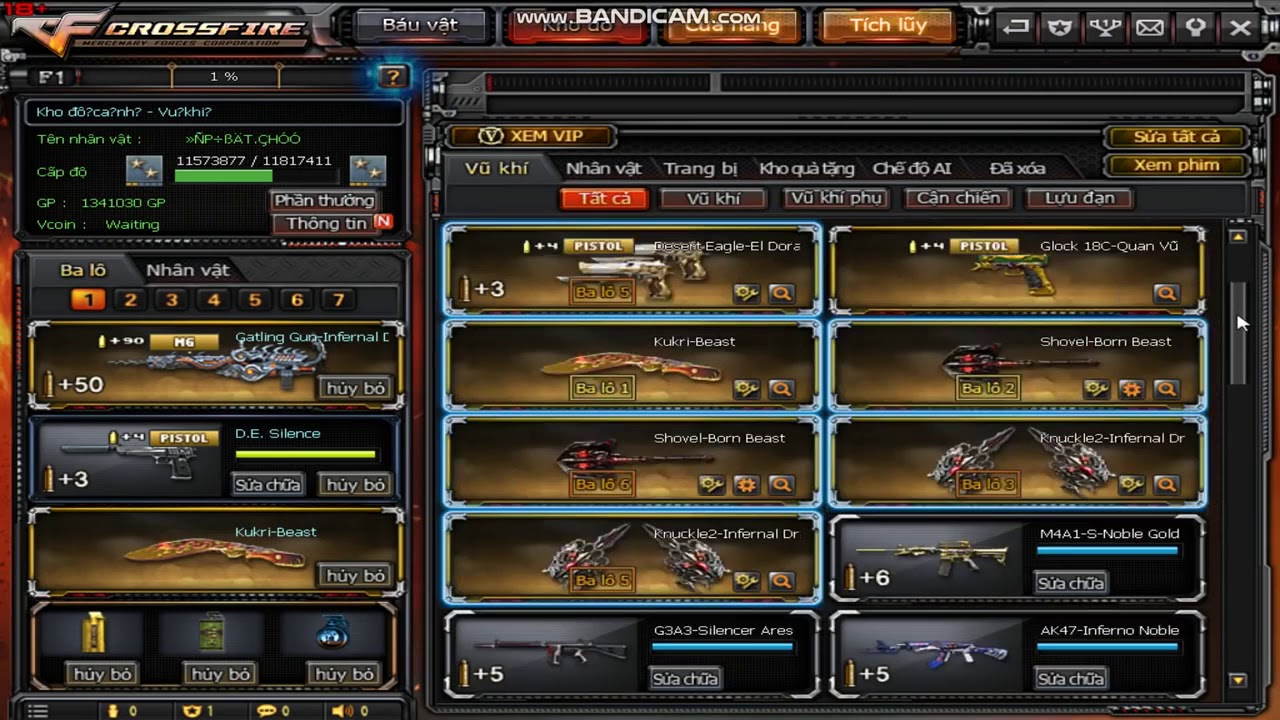 18+
CROSSFIRE
MERCENARY FORCES CORPORATION
Báu vật
www.BANDICAM.com
Kho đồ
Cửa hàng
Tích lũy
F1
1 %
?
Kho đồ?ca´nh? - Vu˜khi?
Tên nhân vật :
»ÑP÷ßÄT.ÇHÓÓ
Cấp độ
11573877 / 11817411
GP : 1341030 GP
Phần thưởng
Vcoin : Waiting
Thông tin N
Ba lô
Nhân vật
1 2 3 4 5 6 7
+90 MG
Gatling Gun-Infernal D
+50
hủy bỏ
+4 PISTOL
D.E. Silence
+3
Sửa chữa
hủy bỏ
Kukri-Beast
hủy bỏ
hủy bỏ
hủy bỏ
hủy bỏ
0
1
0
0
XEM VIP
Sửa tất cả
Xem phim
Vũ khí
Nhân vật
Trang bị
Kho quà tặng
Chế độ AI
Đã xóa
Tất cả
Vũ khí
Vũ khí phụ
Cận chiến
Lựu đạn
+4 PISTOL
Desert Eagle-El Dora
+3
Ba lô 5
+4 PISTOL
Glock 18C-Quan Vũ
Kukri-Beast
Ba lô 1
Shovel-Born Beast
Ba lô 2
Shovel-Born Beast
Ba lô 6
Knuckle2-Infernal Dr
Ba lô 3
Knuckle2-Infernal Dr
Ba lô 5
M4A1-S-Noble Gold
+6
Sửa chữa
G3A3-Silencer Ares
+5
Sửa chữa
AK47-Inferno Noble
+5
Sửa chữa